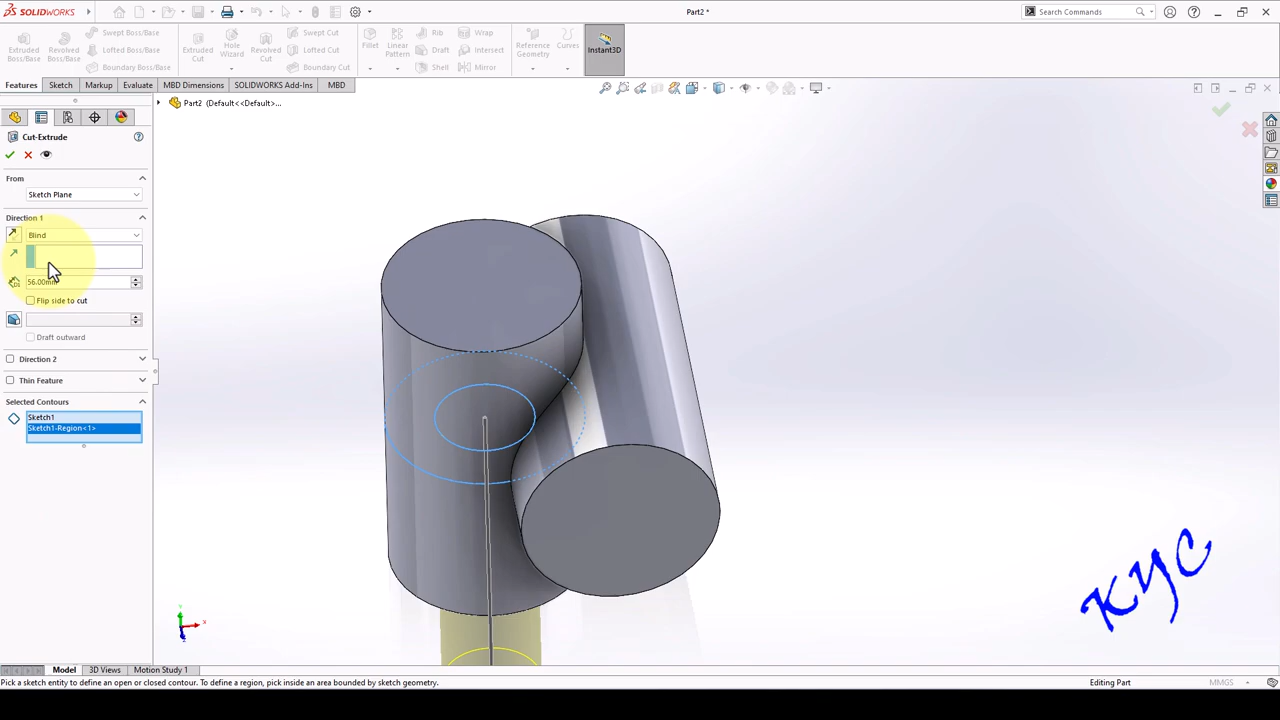 SOLIDWORKS
Part2 *
Search Commands
Extruded Boss/Base
Revolved Boss/Base
Swept Boss/Base
Lofted Boss/Base
Boundary Boss/Base
Extruded Cut
Hole Wizard
Revolved Cut
Swept Cut
Lofted Cut
Boundary Cut
Fillet
Linear Pattern
Rib
Draft
Shell
Wrap
Intersect
Mirror
Reference Geometry
Curves
Instant3D
Features
Sketch
Markup
Evaluate
MBD Dimensions
SOLIDWORKS Add-Ins
MBD
Part2 (Default<<Default>...
Cut-Extrude
From
Sketch Plane
Direction 1
Blind
56.00mm
Flip side to cut
Draft outward
Direction 2
Thin Feature
Selected Contours
Sketch1
Sketch1-Region<1>
KYC
Y
X
Z
Model
3D Views
Motion Study 1
Pick a sketch entity to define an open or closed contour. To define a region, pick inside an area bounded by sketch geometry.
Editing Part
MMGS